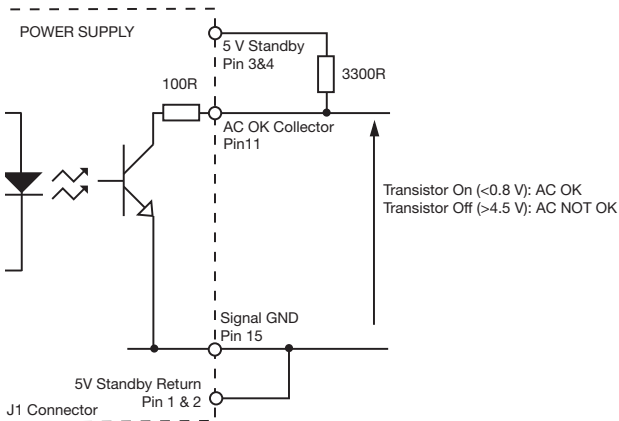 POWER SUPPLY
5 V Standby
Pin 3&4
3300R
100R
AC OK Collector
Pin11
Transistor On (<0.8 V): AC OK
Transistor Off (>4.5 V): AC NOT OK
Signal GND
Pin 15
5V Standby Return
Pin 1 & 2
J1 Connector